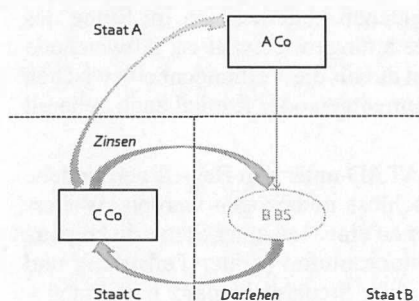 Staat A
A Co
Zinsen
C Co
B BS
Staat C
Darlehen
Staat B